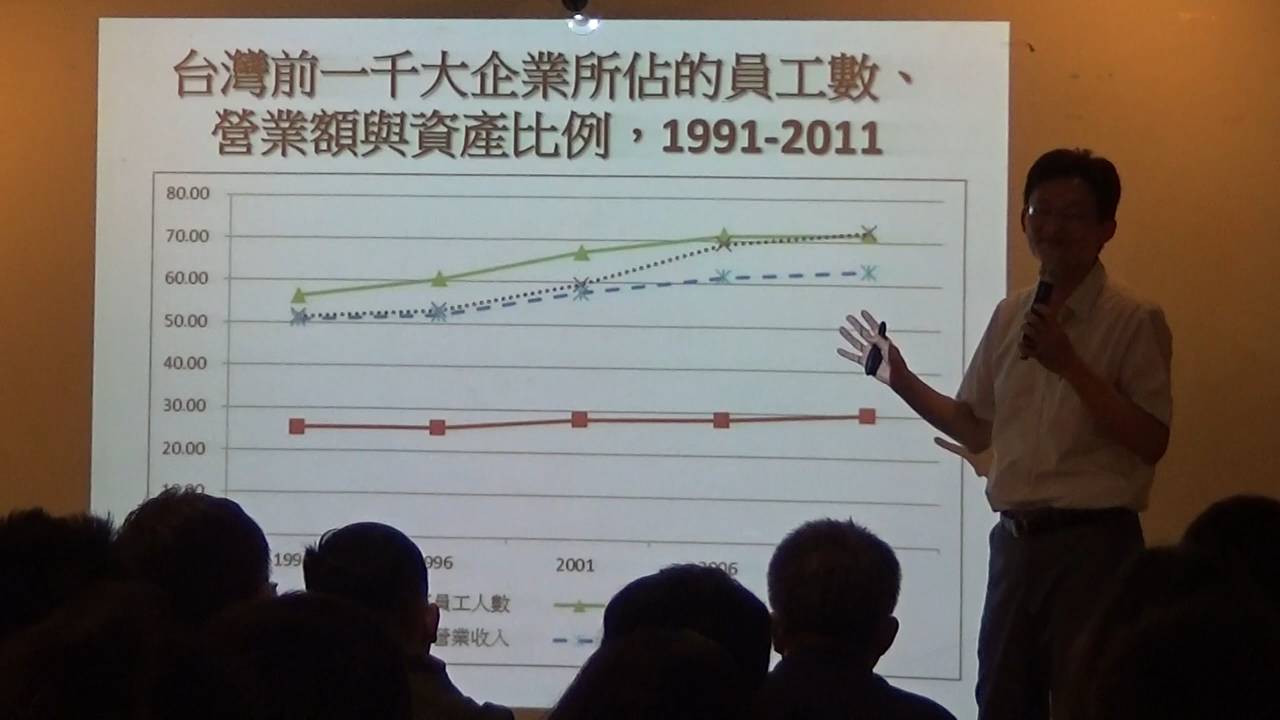 台灣前一千大企業所佔的員工數、
營業額與資產比例，1991-2011
80.00
70.00
60.00
50.00
40.00
30.00
20.00
2001
員工人數
營業收入